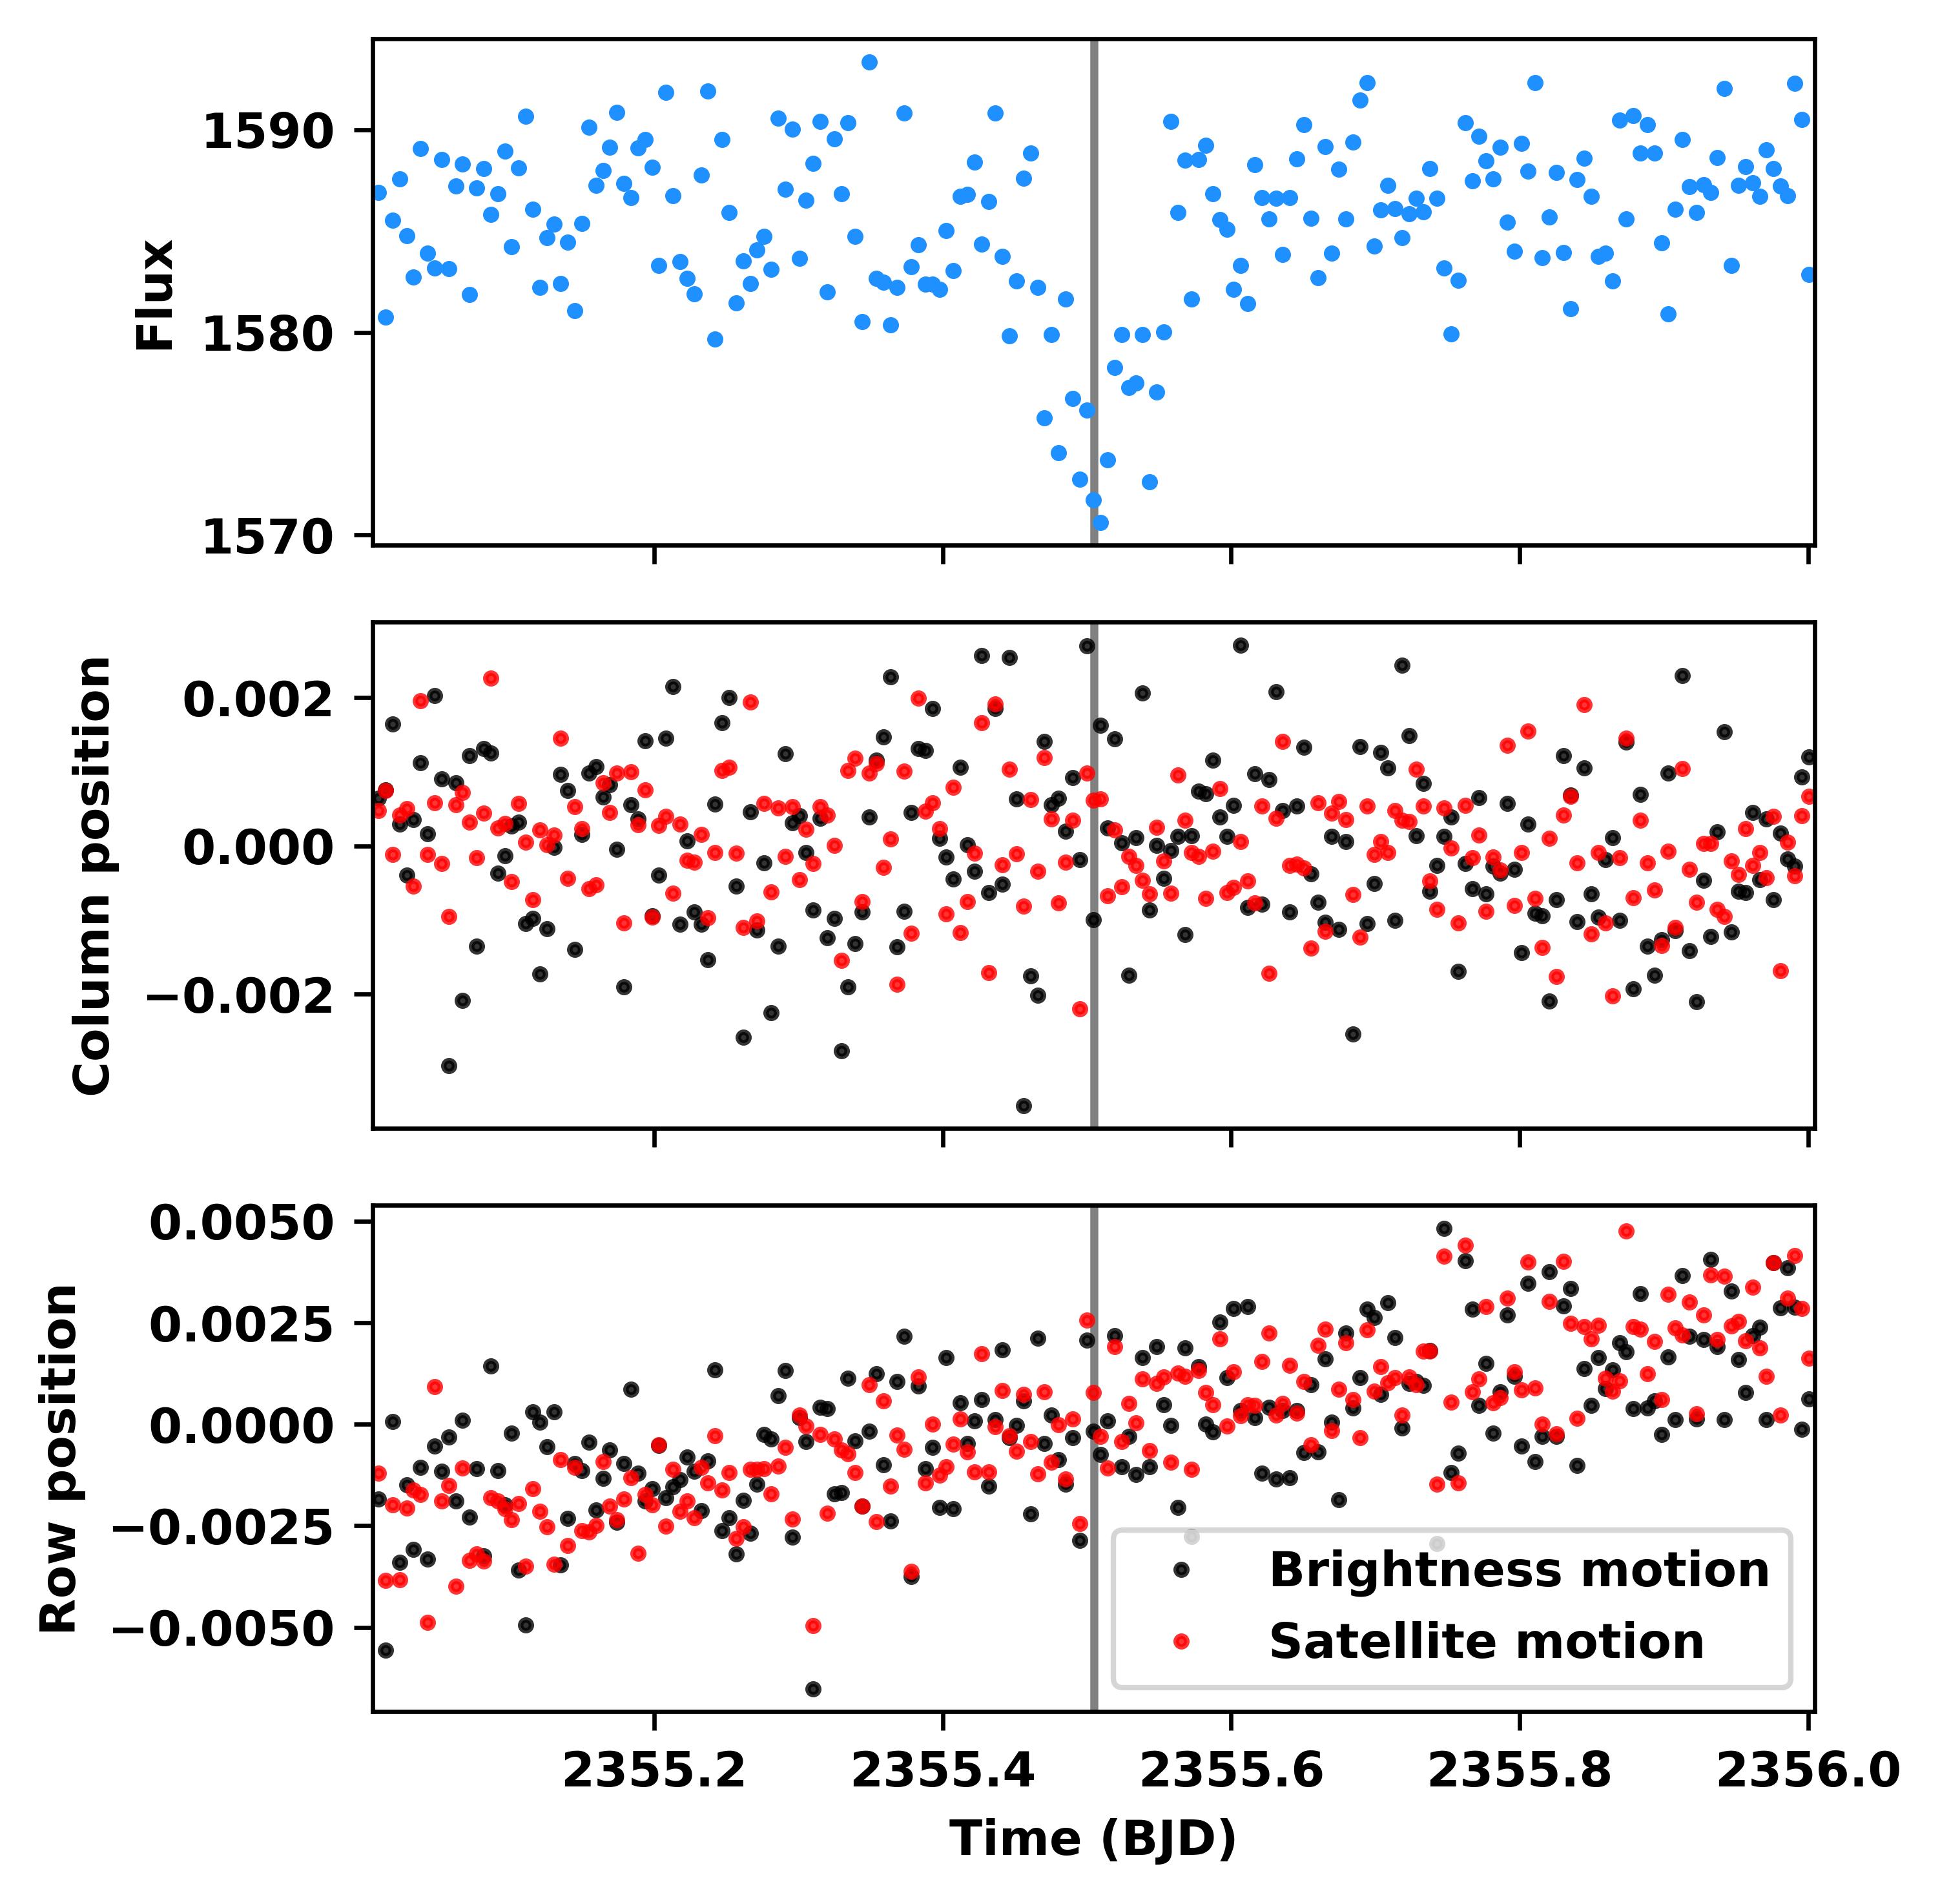 1590
1580
1570
Flux
0.002
0.000
−0.002
Column position
0.0050
0.0025
0.0000
−0.0025
−0.0050
Row position
Brightness motion
Satellite motion
2355.2 2355.4 2355.6 2355.8 2356.0
Time (BJD)